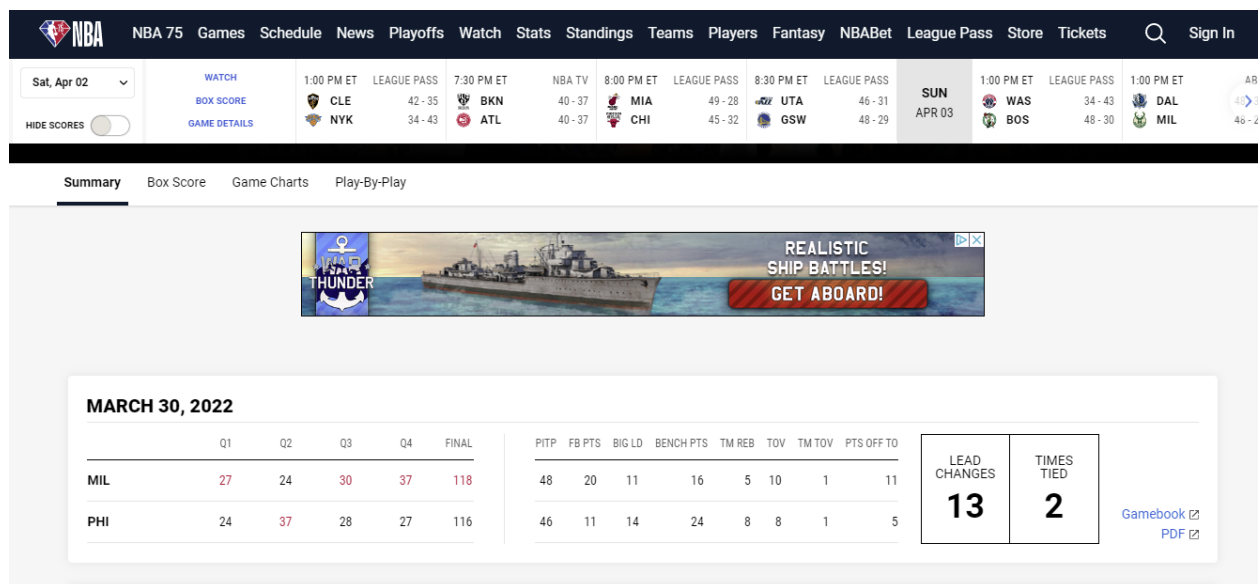 NBA NBA 75 Games Schedule News Playoffs Watch Stats Standings Teams Players Fantasy NBABet League Pass Store Tickets Sign In
Sat, Apr 02
HIDE SCORES
WATCH
BOX SCORE
GAME DETAILS
1:00 PM ET LEAGUE PASS
CLE 42 - 35
NYK 34 - 43
7:30 PM ET NBA TV
BKN 40 - 37
ATL 40 - 37
8:00 PM ET LEAGUE PASS
MIA 49 - 28
CHI 45 - 32
8:30 PM ET LEAGUE PASS
UTA 46 - 31
GSW 48 - 29
SUN
APR 03
1:00 PM ET LEAGUE PASS
WAS 34 - 43
BOS 48 - 30
1:00 PM ET AB
DAL
MIL
Summary Box Score Game Charts Play-By-Play
WAR
THUNDER
REALISTIC
SHIP BATTLES!
GET ABOARD!
MARCH 30, 2022
Q1 Q2 Q3 Q4 FINAL PITP FB PTS BIG LD BENCH PTS TM REB TOV TM TOV PTS OFF TO
MIL 27 24 30 37 118 48 20 11 16 5 10 1 11
PHI 24 37 28 27 116 46 11 14 24 8 8 1 5
LEAD
CHANGES
13
TIMES
TIED
2
Gamebook
PDF